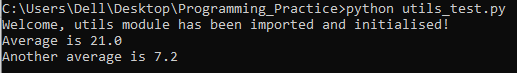 C:\Users\Dell\Desktop\Programming_Practice>python utils_test.py
Welcome, utils module has been imported and initialised!
Average is 21.0
Another average is 7.2